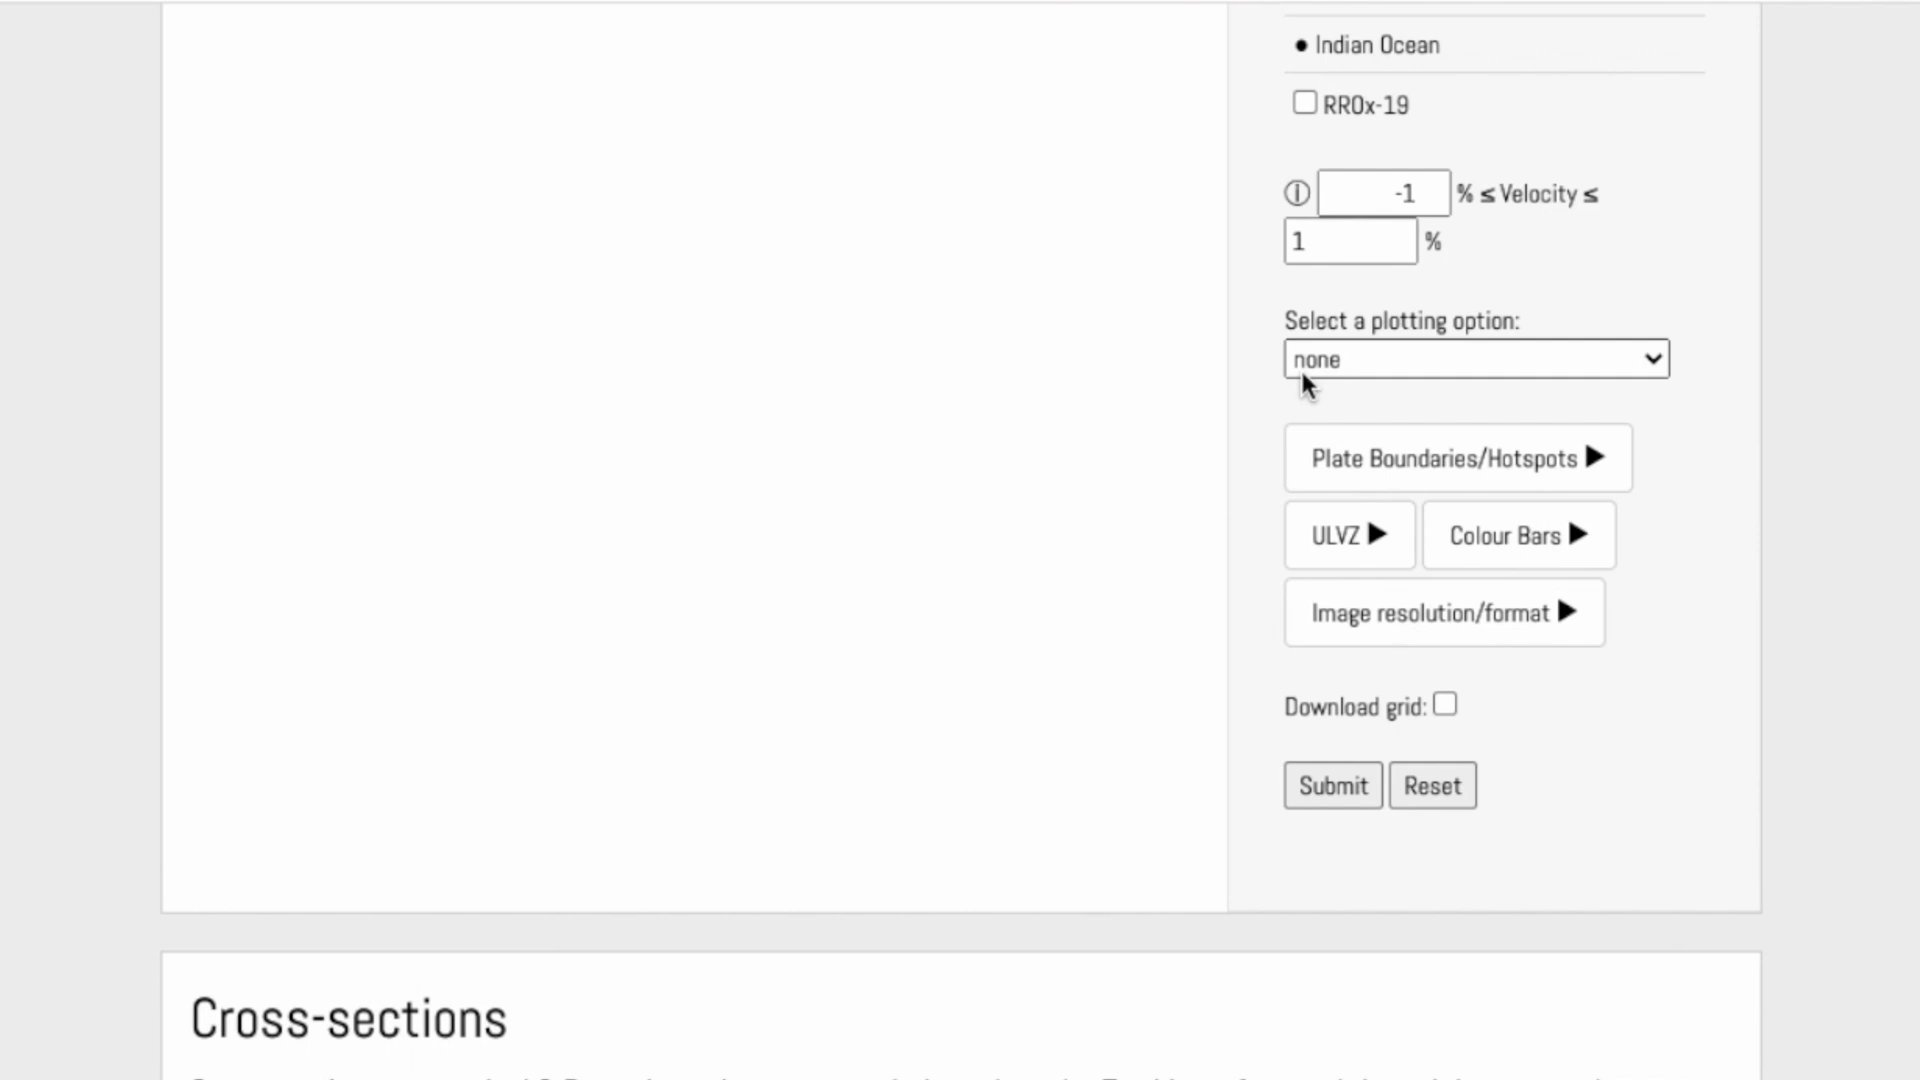 ● Indian Ocean
RROx-19
ⓘ -1 % ≤ Velocity ≤
1 %
Select a plotting option:
none
Plate Boundaries/Hotspots ▶
ULVZ ▶ Colour Bars ▶
Image resolution/format ▶
Download grid:
Submit Reset
Cross-sections